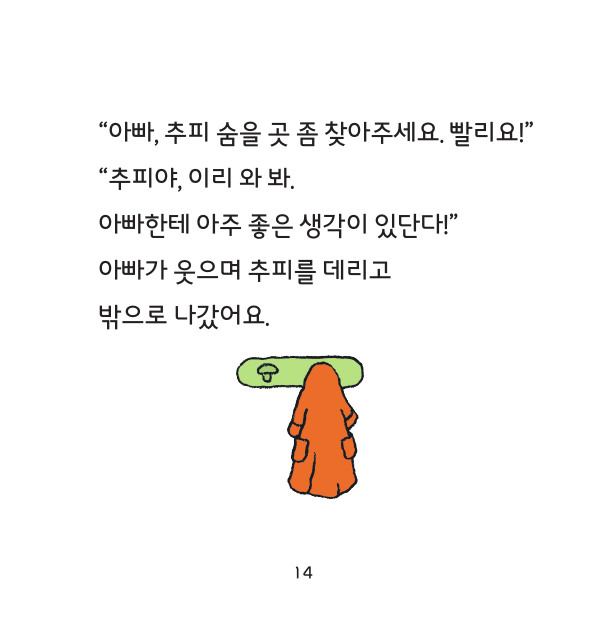 “아빠, 추피 숨을 곳 좀 찾아주세요. 빨리요!”
“추피야, 이리 와 봐.
아빠한테 아주 좋은 생각이 있단다!”
아빠가 웃으며 추피를 데리고
밖으로 나갔어요.
14